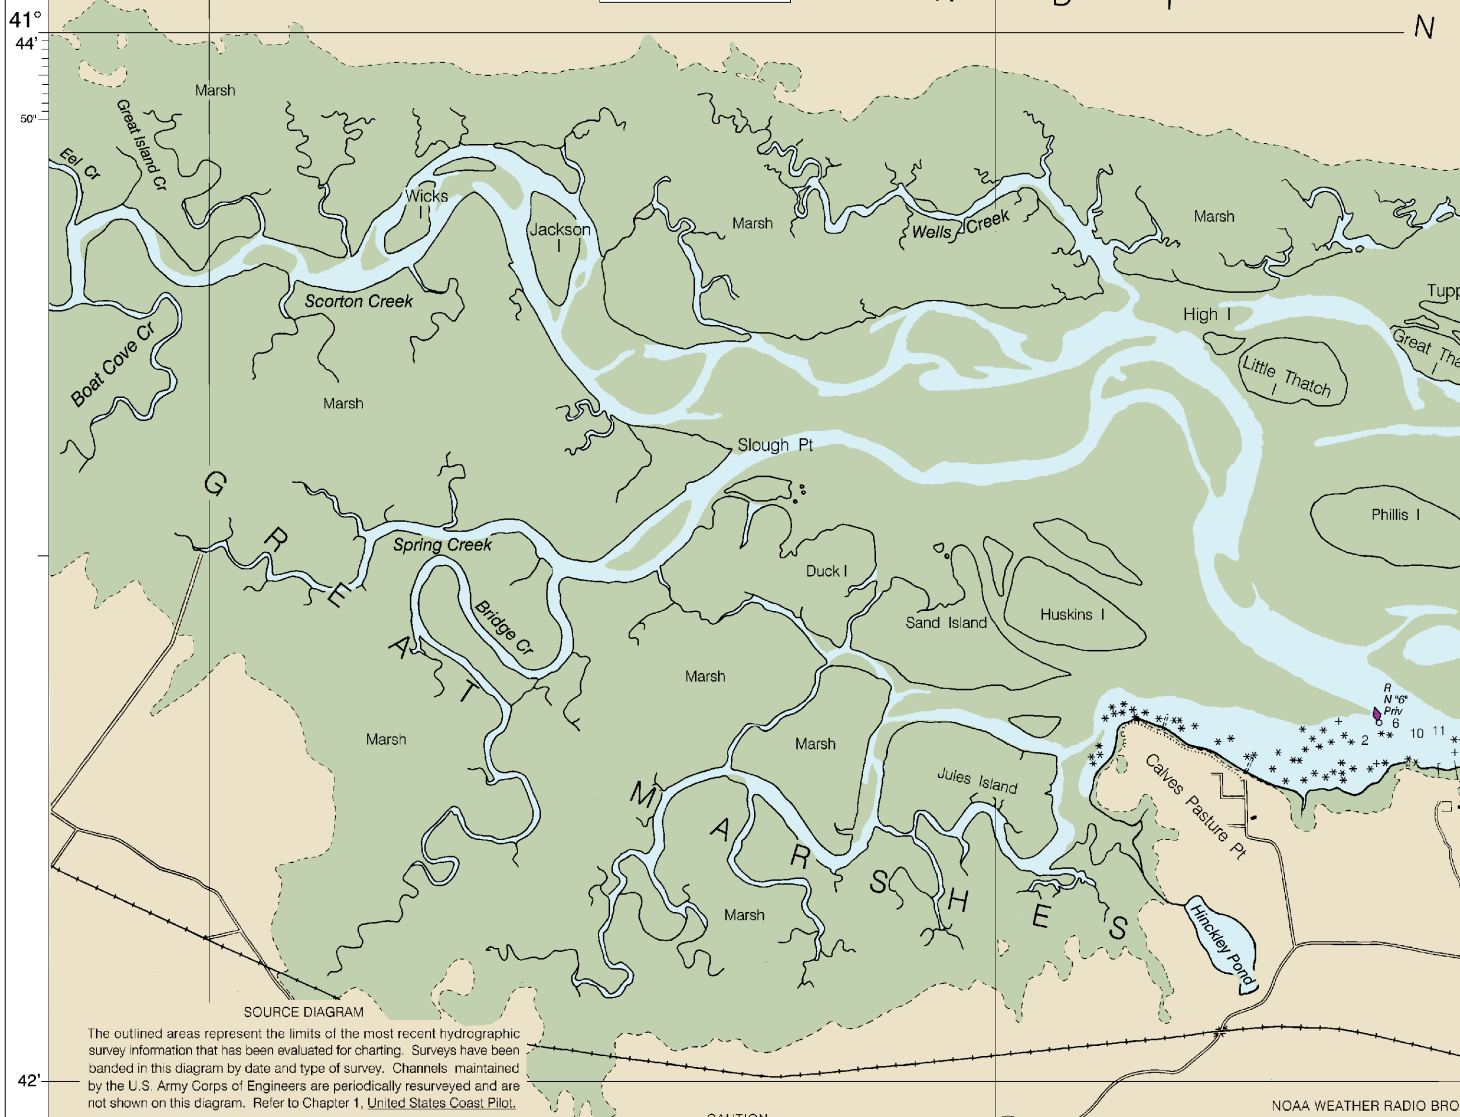 41°
44'
N
Marsh
50"
Great Island Cr
Eel Cr
Wicks
I
Jackson
I
Marsh
Wells Creek
Marsh
Scorton Creek
High I
Tupp
Boat Cove Cr
Great Tha
I
Little Thatch
I
Marsh
Slough Pt
Phillis I
Spring Creek
Duck I
Bridge Cr
Sand Island
Huskins I
Marsh
R
N "6"
Priv
6
2
10
11
Marsh
Marsh
Jules Island
Calves Pasture Pt
GREAT MARSHES
Marsh
Hinckley Pond
SOURCE DIAGRAM
The outlined areas represent the limits of the most recent hydrographic
survey information that has been evaluated for charting. Surveys have been
banded in this diagram by date and type of survey. Channels maintained
by the U.S. Army Corps of Engineers are periodically resurveyed and are
not shown on this diagram. Refer to Chapter 1, United States Coast Pilot.
42'
CAUTION
NOAA WEATHER RADIO BRO